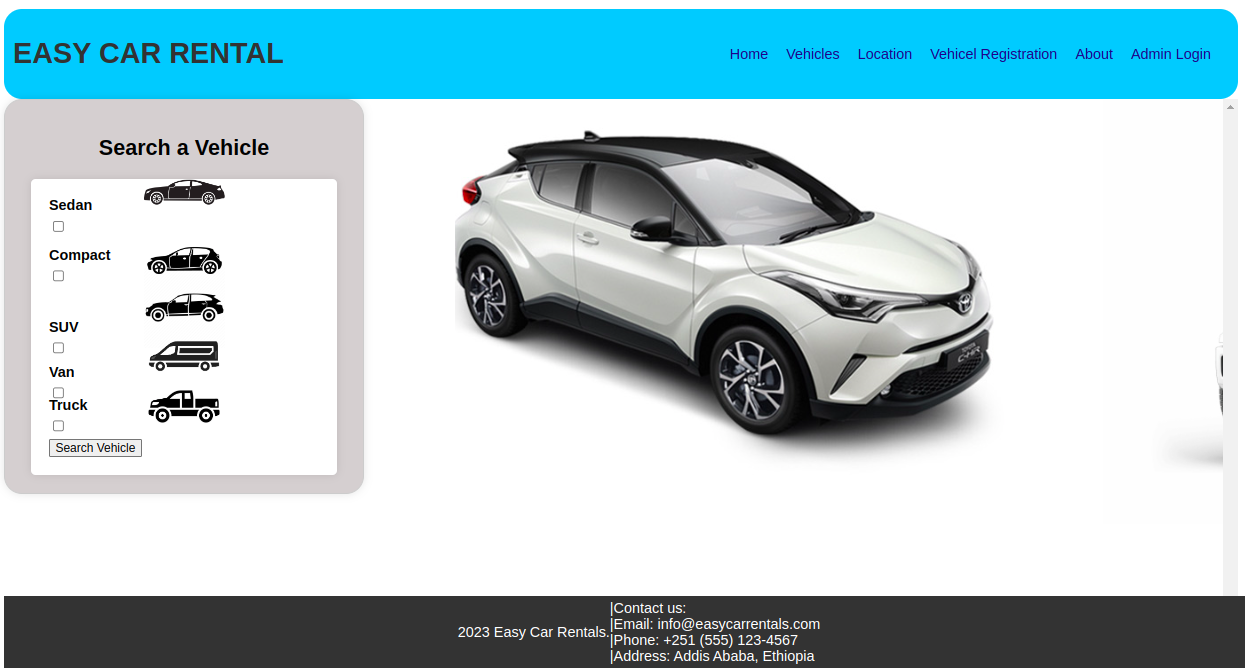 EASY CAR RENTAL
Home Vehicles Location Vehicel Registration About Admin Login
Search a Vehicle
Sedan
Compact
SUV
Van
Truck
Search Vehicle
TOYOTA
C-HR
2023 Easy Car Rentals.
|Contact us:
|Email: info@easycarrentals.com
|Phone: +251 (555) 123-4567
|Address: Addis Ababa, Ethiopia